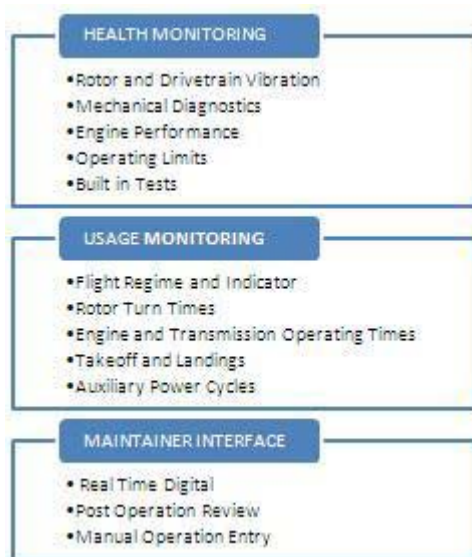 HEALTH MONITORING
•Rotor and Drivetrain Vibration
•Mechanical Diagnostics
•Engine Performance
•Operating Limits
•Built in Tests
USAGE MONITORING
•Flight Regime and Indicator
•Rotor Turn Times
•Engine and Transmission Operating Times
•Takeoff and Landings
•Auxiliary Power Cycles
MAINTAINER INTERFACE
• Real Time Digital
•Post Operation Review
•Manual Operation Entry